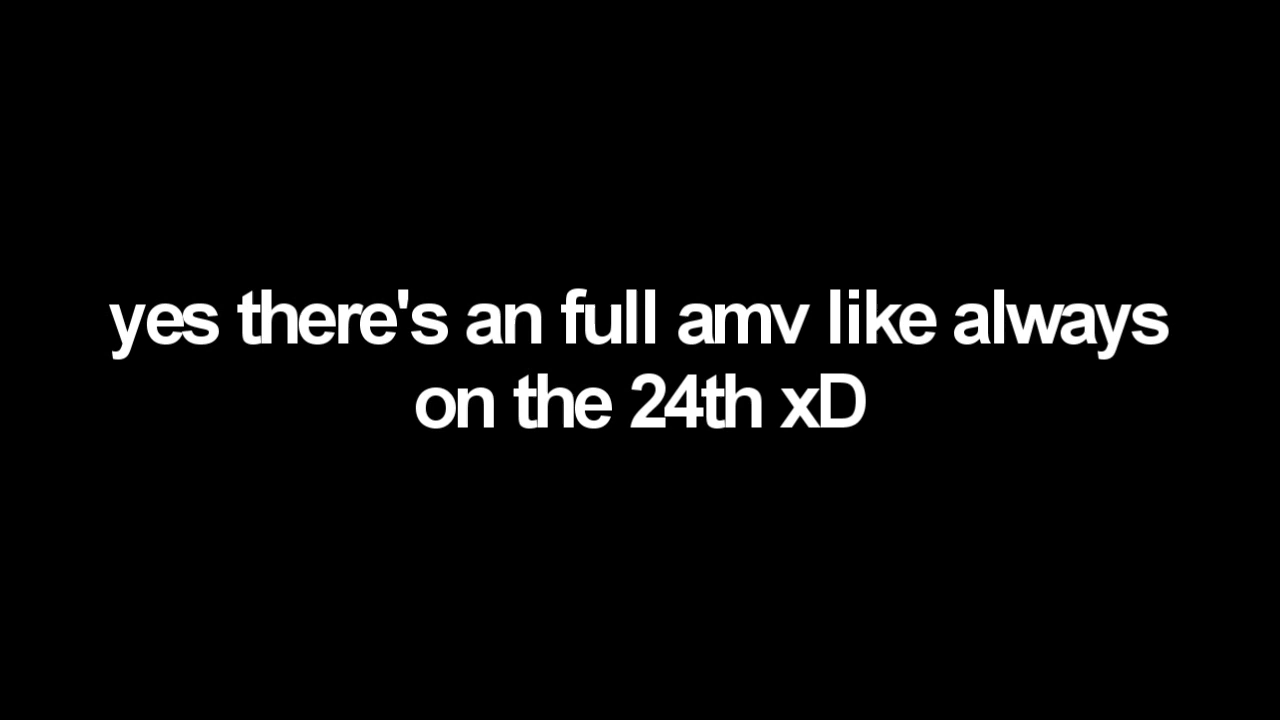 yes there's an full amv like always
on the 24th xD